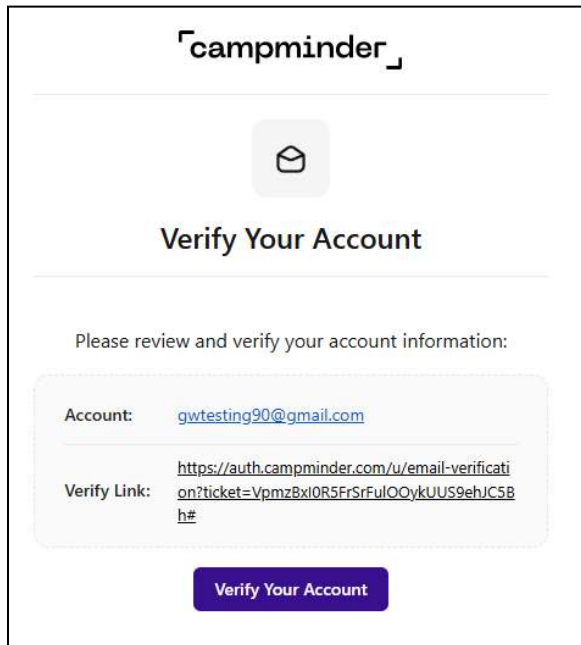 campminder
Verify Your Account
Please review and verify your account information:
Account: gwtesting90@gmail.com
Verify Link: https://auth.campminder.com/u/email-verificati
on?ticket=VpmzBxI0R5FrSrFulOOykUUS9ehJC5B
h#
Verify Your Account